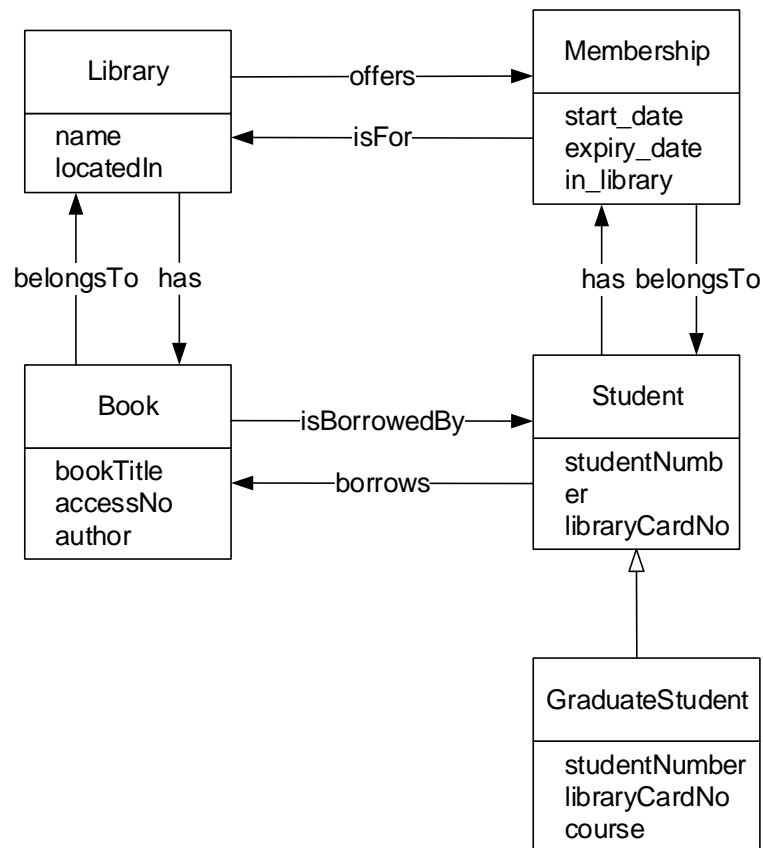 Library
name
locatedIn
offers
isFor
Membership
start_date
expiry_date
in_library
belongsTo
has
has
belongsTo
Book
bookTitle
accessNo
author
isBorrowedBy
borrows
Student
studentNumb
er
libraryCardNo
GraduateStudent
studentNumber
libraryCardNo
course